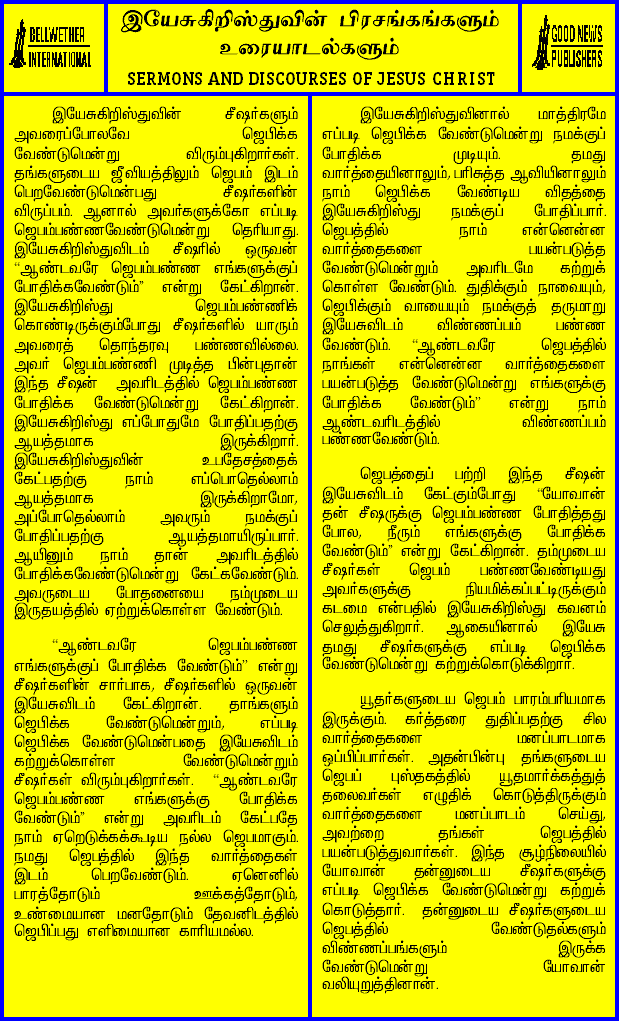 BELLWETHER
INTERNATIONAL
இயேசுகிறிஸ்துவின் பிரசங்கங்களும்
உரையாடல்களும்
SERMONS AND DISCOURSES OF JESUS CHRIST
GOOD NEWS
PUBLISHERS
இயேசுகிறிஸ்துவின் சீஷர்களும்
அவரைப்போலவே ஜெபிக்க
வேண்டுமென்று விரும்புகிறார்கள்.
தங்களுடைய ஜீவியத்திலும் ஜெபம் இடம்
பெறவேண்டுமென்பது சீஷர்களின்
விருப்பம். ஆனால் அவர்களுக்கோ எப்படி
ஜெபம்பண்ணவேண்டுமென்று தெரியாது.
இயேசுகிறிஸ்துவிடம் சீஷரில் ஒருவன்
“ஆண்டவரே ஜெபம்பண்ண எங்களுக்குப்
போதிக்கவேண்டும்” என்று கேட்கிறான்.
இயேசுகிறிஸ்து ஜெபம்பண்ணிக்
கொண்டிருக்கும்போது சீஷர்களில் யாரும்
அவரைத் தொந்தரவு பண்ணவில்லை.
அவர் ஜெபம்பண்ணி முடித்த பின்புதான்
இந்த சீஷன் அவரிடத்தில் ஜெபம்பண்ண
போதிக்க வேண்டுமென்று கேட்கிறான்.
இயேசுகிறிஸ்து எப்போதுமே போதிப்பதற்கு
ஆயத்தமாக இருக்கிறார்.
இயேசுகிறிஸ்துவின் உபதேசத்தைக்
கேட்பதற்கு நாம் எப்பொதெல்லாம்
ஆயத்தமாக இருக்கிறாமோ,
அப்போதெல்லாம் அவரும் நமக்குப்
போதிப்பதற்கு ஆயத்தமாயிருப்பார்.
ஆயினும் நாம் தான் அவரிடத்தில்
போதிக்கவேண்டுமென்று கேட்கவேண்டும்.
அவருடைய போதனையை நம்முடைய
இருதயத்தில் ஏற்றுக்கொள்ள வேண்டும்.
“ஆண்டவரே ஜெபம்பண்ண
எங்களுக்குப் போதிக்க வேண்டும்” என்று
சீஷர்களின் சார்பாக, சீஷர்களில் ஒருவன்
இயேசுவிடம் கேட்கிறான். தாங்களும்
ஜெபிக்க வேண்டுமென்றும், எப்படி
ஜெபிக்க வேண்டுமென்பதை இயேசுவிடம்
கற்றுக்கொள்ள வேண்டுமென்றும்
சீஷர்கள் விரும்புகிறார்கள். “ஆண்டவரே
ஜெபம்பண்ண எங்களுக்கு போதிக்க
வேண்டும்” என்று அவரிடம் கேட்பதே
நாம் ஏறெடுக்கக்கூடிய நல்ல ஜெபமாகும்.
நமது ஜெபத்தில் இந்த வார்த்தைகள்
இடம் பெறவேண்டும். ஏனெனில்
பாரத்தோடும் ஊக்கத்தோடும்,
உண்மையான மனதோடும் தேவனிடத்தில்
ஜெபிப்பது எளிமையான காரியமல்ல.
இயேசுகிறிஸ்துவினால் மாத்திரமே
எப்படி ஜெபிக்க வேண்டுமென்று நமக்குப்
போதிக்க முடியும். தமது
வார்த்தையினாலும், பரிசுத்த ஆவியினாலும்
நாம் ஜெபிக்க வேண்டிய விதத்தை
இயேசுகிறிஸ்து நமக்குப் போதிப்பார்.
ஜெபத்தில் நாம் என்னென்ன
வார்த்தைகளை பயன்படுத்த
வேண்டுமென்றும் அவரிடமே கற்றுக்
கொள்ள வேண்டும். துதிக்கும் நாவையும்,
ஜெபிக்கும் வாயையும் நமக்குத் தருமாறு
இயேசுவிடம் விண்ணப்பம் பண்ண
வேண்டும். “ஆண்டவரே ஜெபத்தில்
நாங்கள் என்னென்ன வார்த்தைகளை
பயன்படுத்த வேண்டுமென்று எங்களுக்கு
போதிக்க வேண்டும்” என்று நாம்
ஆண்டவரிடத்தில் விண்ணப்பம்
பண்ணவேண்டும்.
ஜெபத்தைப் பற்றி இந்த சீஷன்
இயேசுவிடம் கேட்கும்போது “யோவான்
தன் சீஷருக்கு ஜெபம்பண்ண போதித்தது
போல, நீரும் எங்களுக்கு போதிக்க
வேண்டும்” என்று கேட்கிறான். தம்முடைய
சீஷர்கள் ஜெபம் பண்ணவேண்டியது
அவர்களுக்கு நியமிக்கப்பட்டிருக்கும்
கடமை என்பதில் இயேசுகிறிஸ்து கவனம்
செலுத்துகிறார். ஆகையினால் இயேசு
தமது சீஷர்களுக்கு எப்படி ஜெபிக்க
வேண்டுமென்று கற்றுக்கொடுக்கிறார்.
யூதர்களுடைய ஜெபம் பாரம்பரியமாக
இருக்கும். கர்த்தரை துதிப்பதற்கு சில
வார்த்தைகளை மனப்பாடமாக
ஒப்பிப்பார்கள். அதன்பின்பு தங்களுடைய
ஜெபப் புஸ்தகத்தில் யூதமார்க்கத்துத்
தலைவர்கள் எழுதிக் கொடுத்திருக்கும்
வார்த்தைகளை மனப்பாடம் செய்து,
அவற்றை தங்கள் ஜெபத்தில்
பயன்படுத்துவார்கள். இந்த சூழ்நிலையில்
யோவான் தன்னுடைய சீஷர்களுக்கு
எப்படி ஜெபிக்க வேண்டுமென்று கற்றுக்
கொடுத்தார். தன்னுடைய சீஷர்களுடைய
ஜெபத்தில் வேண்டுதல்களும்
விண்ணப்பங்களும் இருக்க
வேண்டுமென்று யோவான்
வலியுறுத்தினான்.